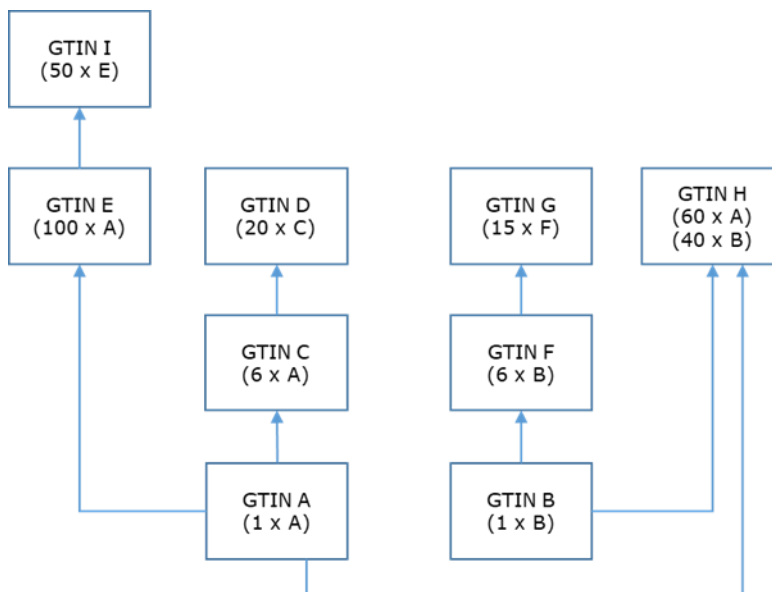 GTIN I
(50 x E)
GTIN E
(100 x A)
GTIN D
(20 x C)
GTIN G
(15 x F)
GTIN H
(60 x A)
(40 x B)
GTIN C
(6 x A)
GTIN F
(6 x B)
GTIN A
(1 x A)
GTIN B
(1 x B)